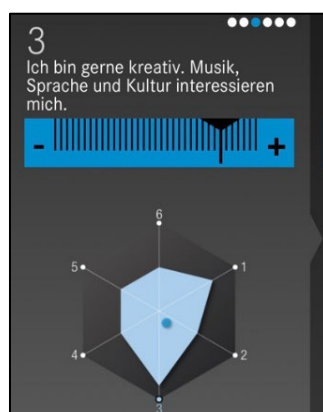 3
Ich bin gerne kreativ. Musik,
Sprache und Kultur interessieren
mich.
- +
6
5 1
4 2
3